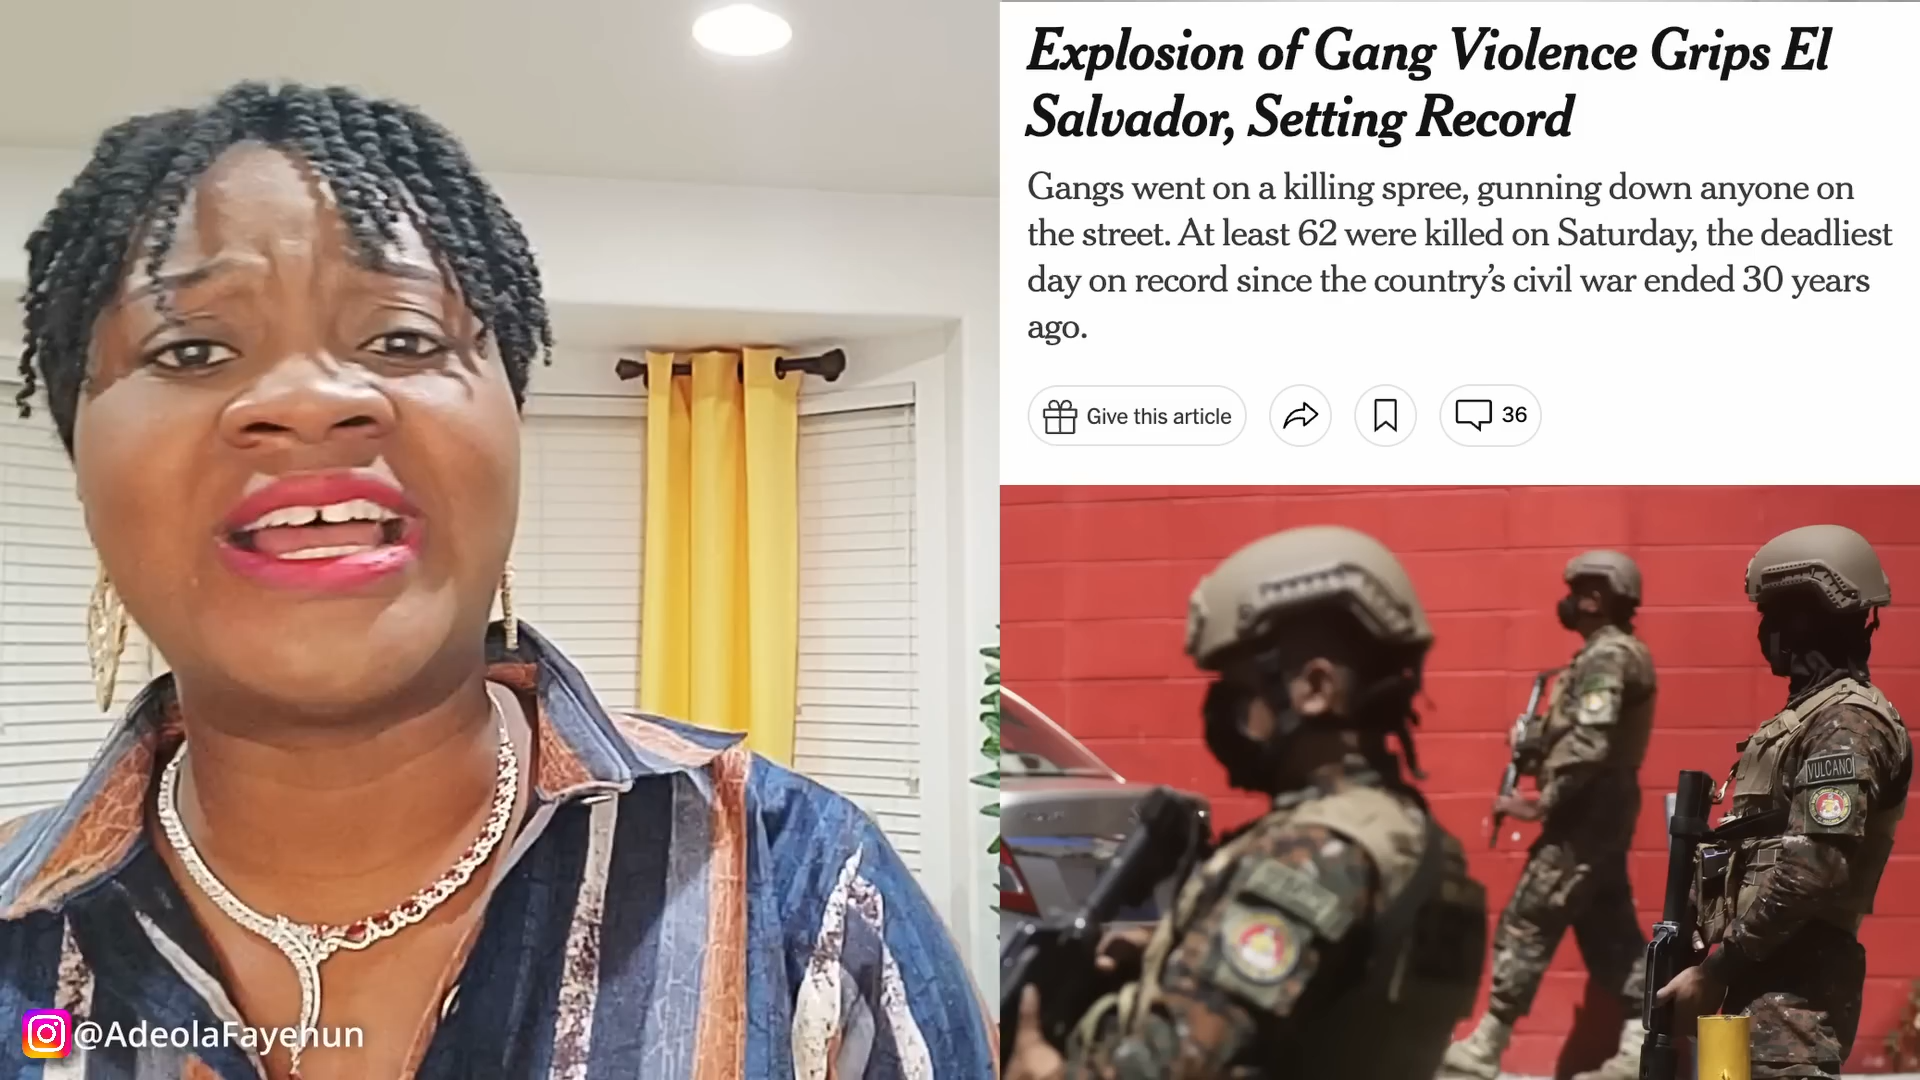 Explosion of Gang Violence Grips El
Salvador, Setting Record
Gangs went on a killing spree, gunning down anyone on
the street. At least 62 were killed on Saturday, the deadliest
day on record since the country’s civil war ended 30 years
ago.
Give this article
36
VULCANO
@AdeolaFayehun